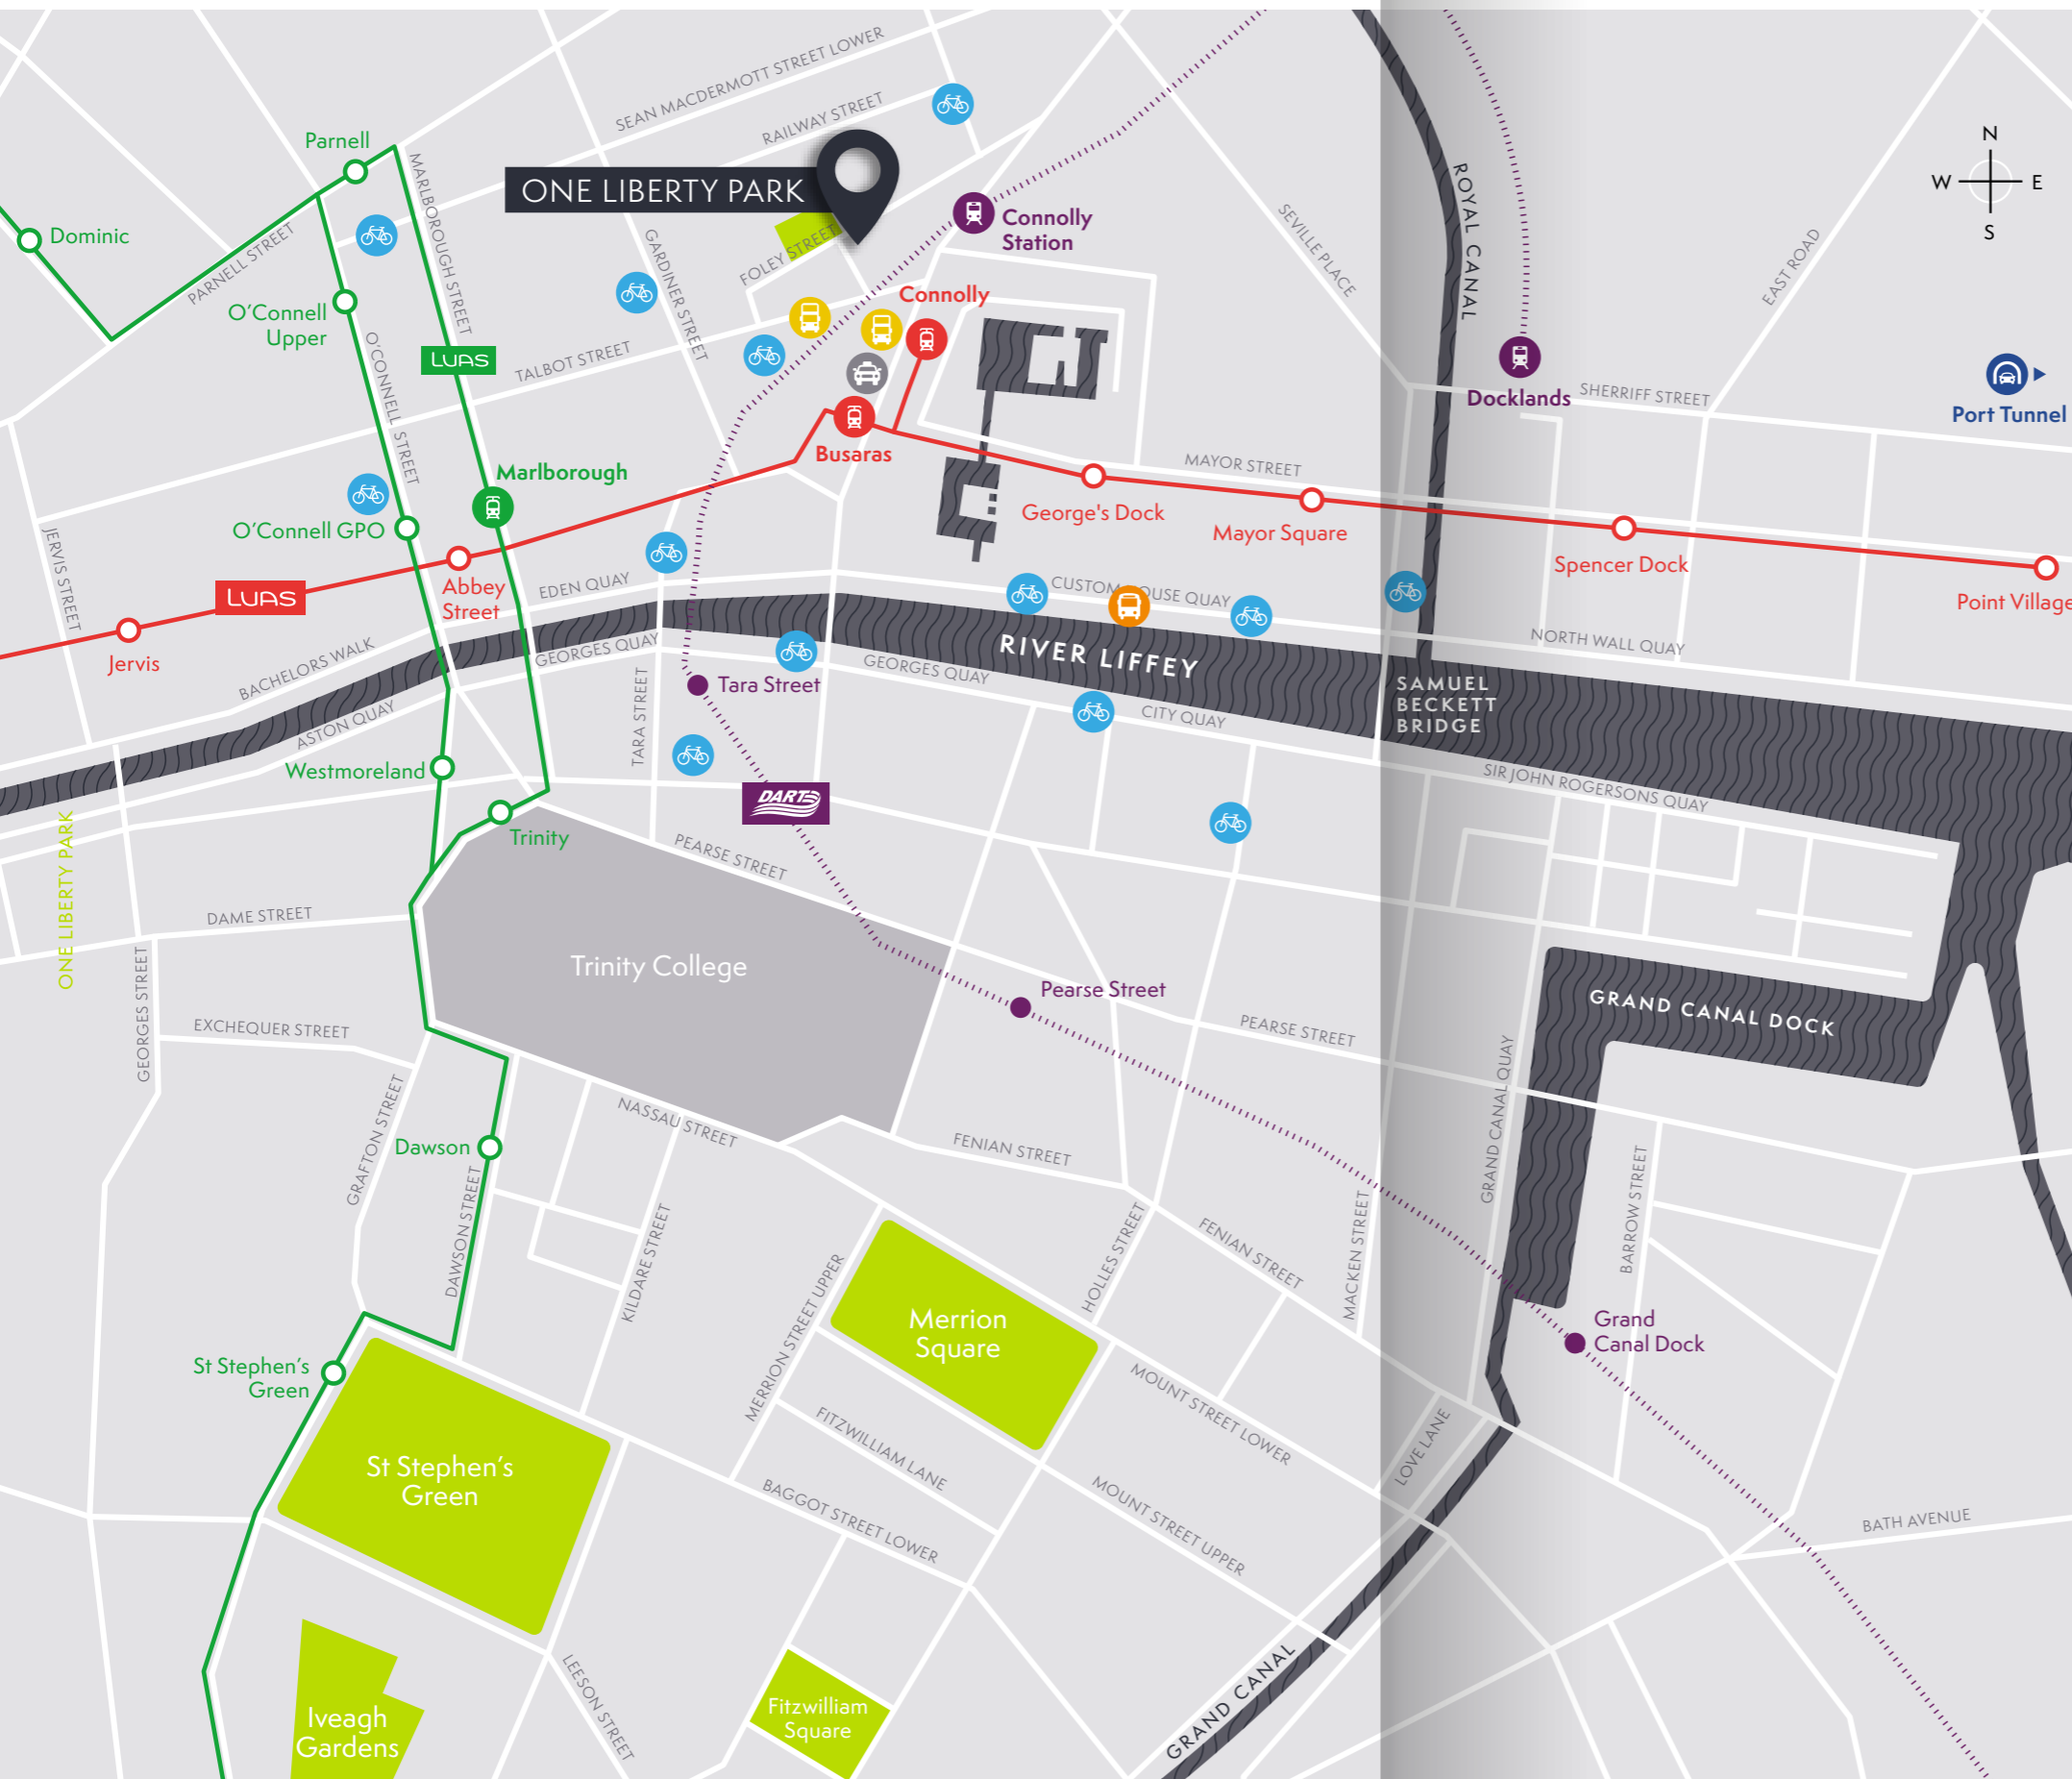 SEAN MACDERMOTT STREET LOWER
RAILWAY STREET
Parnell
MARLBOROUGH STREET
ONE LIBERTY PARK
Dominic
PARNELL STREET
FOLEY STREET
GARDINER STREET
Connolly
Station
SEVILLE PLACE
ROYAL CANAL
EAST ROAD
N
W
E
S
O'Connell
Upper
O'CONNELL STREET
LUAS
TALBOT STREET
Connolly
Docklands
SHERRIFF STREET
Port Tunnel
Busaras
MAYOR STREET
Marlborough
O'Connell GPO
George's Dock
Mayor Square
Spencer Dock
Point Village
JERVIS STREET
LUAS
Abbey
Street
EDEN QUAY
CUSTOM HOUSE QUAY
NORTH WALL QUAY
Jervis
BACHELORS WALK
GEORGES QUAY
GEORGES QUAY
RIVER LIFFEY
Tara Street
TARA STREET
ASTON QUAY
CITY QUAY
SAMUEL
BECKETT
BRIDGE
Westmoreland
DART
SIR JOHN ROGERSONS QUAY
Trinity
PEARSE STREET
ONE LIBERTY PARK
DAME STREET
Trinity College
GEORGES STREET
EXCHEQUER STREET
Pearse Street
PEARSE STREET
GRAND CANAL DOCK
GRAND CANAL QUAY
GRAFTON STREET
NASSAU STREET
FENIAN STREET
Dawson
DAWSON STREET
KILDARE STREET
MERRION STREET UPPER
HOLLES STREET
FENIAN STREET
MACKEN STREET
BARROW STREET
Merrion
Square
Grand
Canal Dock
St Stephen's
Green
St Stephen's
Green
MOUNT STREET LOWER
FITZWILLIAM LANE
LOVE LANE
BAGGOT STREET LOWER
MOUNT STREET UPPER
BATH AVENUE
LEESON STREET
Iveagh
Gardens
Fitzwilliam
Square
GRAND CANAL